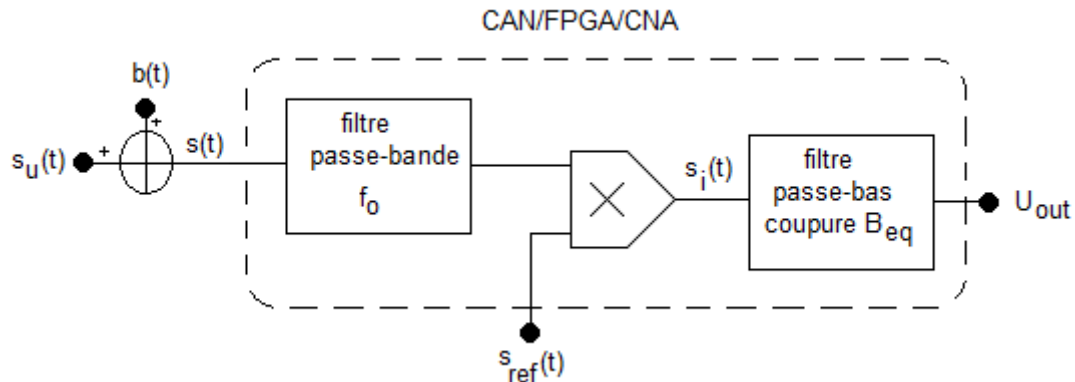 CAN/FPGA/CNA
b(t)
+
+
s_u(t)
s(t)
filtre
passe-bande
f_o
s_i(t)
filtre
passe-bas
coupure B_eq
U_out
s_ref(t)